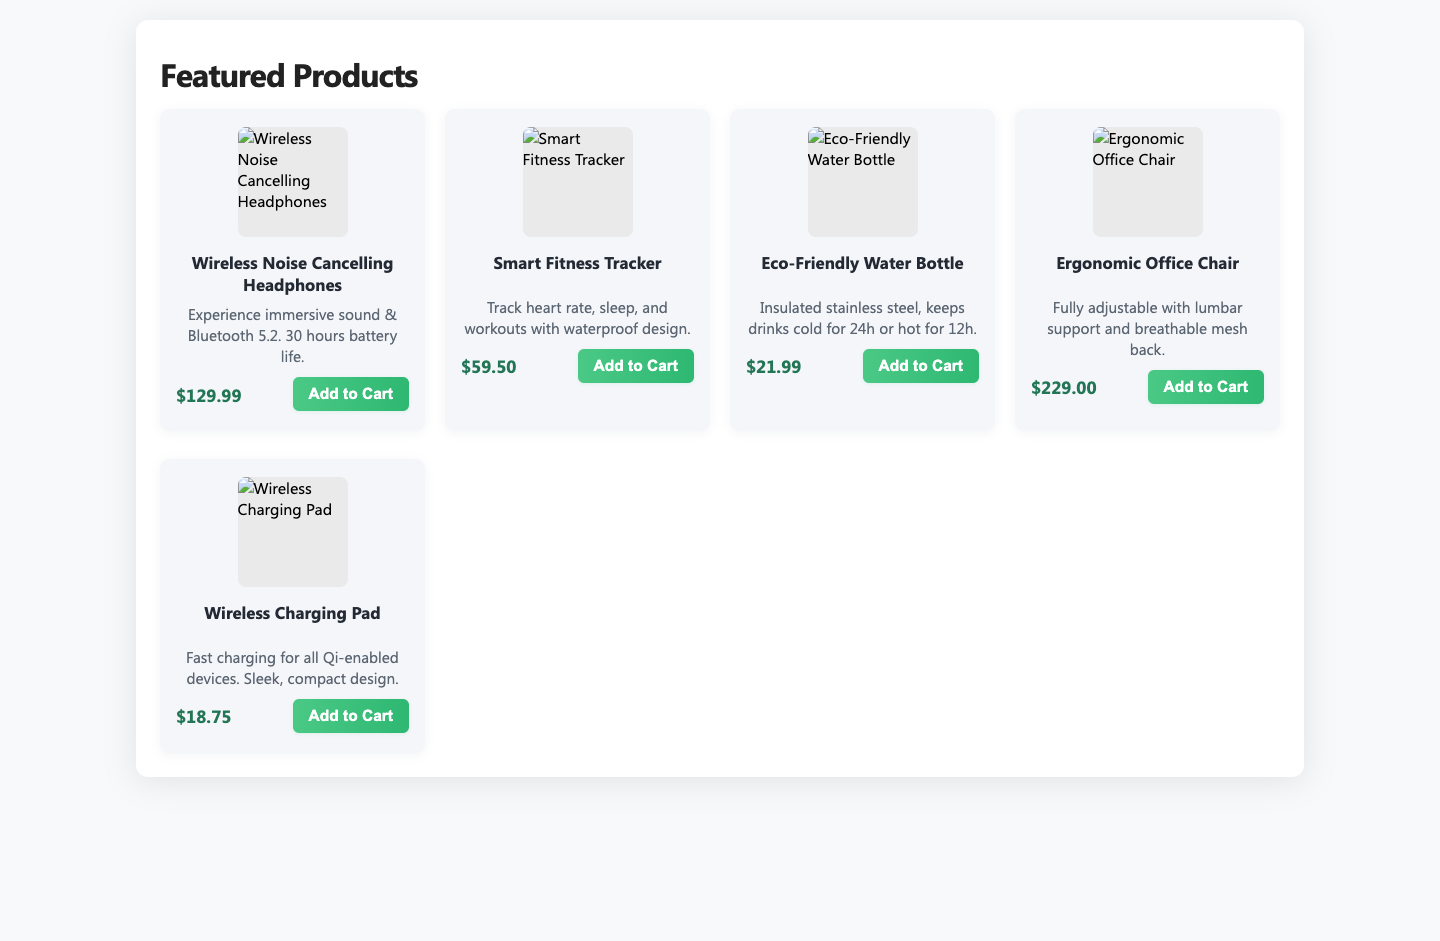 Featured Products
Wireless
Noise
Cancelling
Headphones
Wireless Noise Cancelling
Headphones
Experience immersive sound &
Bluetooth 5.2. 30 hours battery
life.
$129.99
Add to Cart
Smart
Fitness Tracker
Smart Fitness Tracker
Track heart rate, sleep, and
workouts with waterproof design.
$59.50
Add to Cart
Eco-Friendly
Water Bottle
Eco-Friendly Water Bottle
Insulated stainless steel, keeps
drinks cold for 24h or hot for 12h.
$21.99
Add to Cart
Ergonomic
Office Chair
Ergonomic Office Chair
Fully adjustable with lumbar
support and breathable mesh
back.
$229.00
Add to Cart
Wireless
Charging Pad
Wireless Charging Pad
Fast charging for all Qi-enabled
devices. Sleek, compact design.
$18.75
Add to Cart